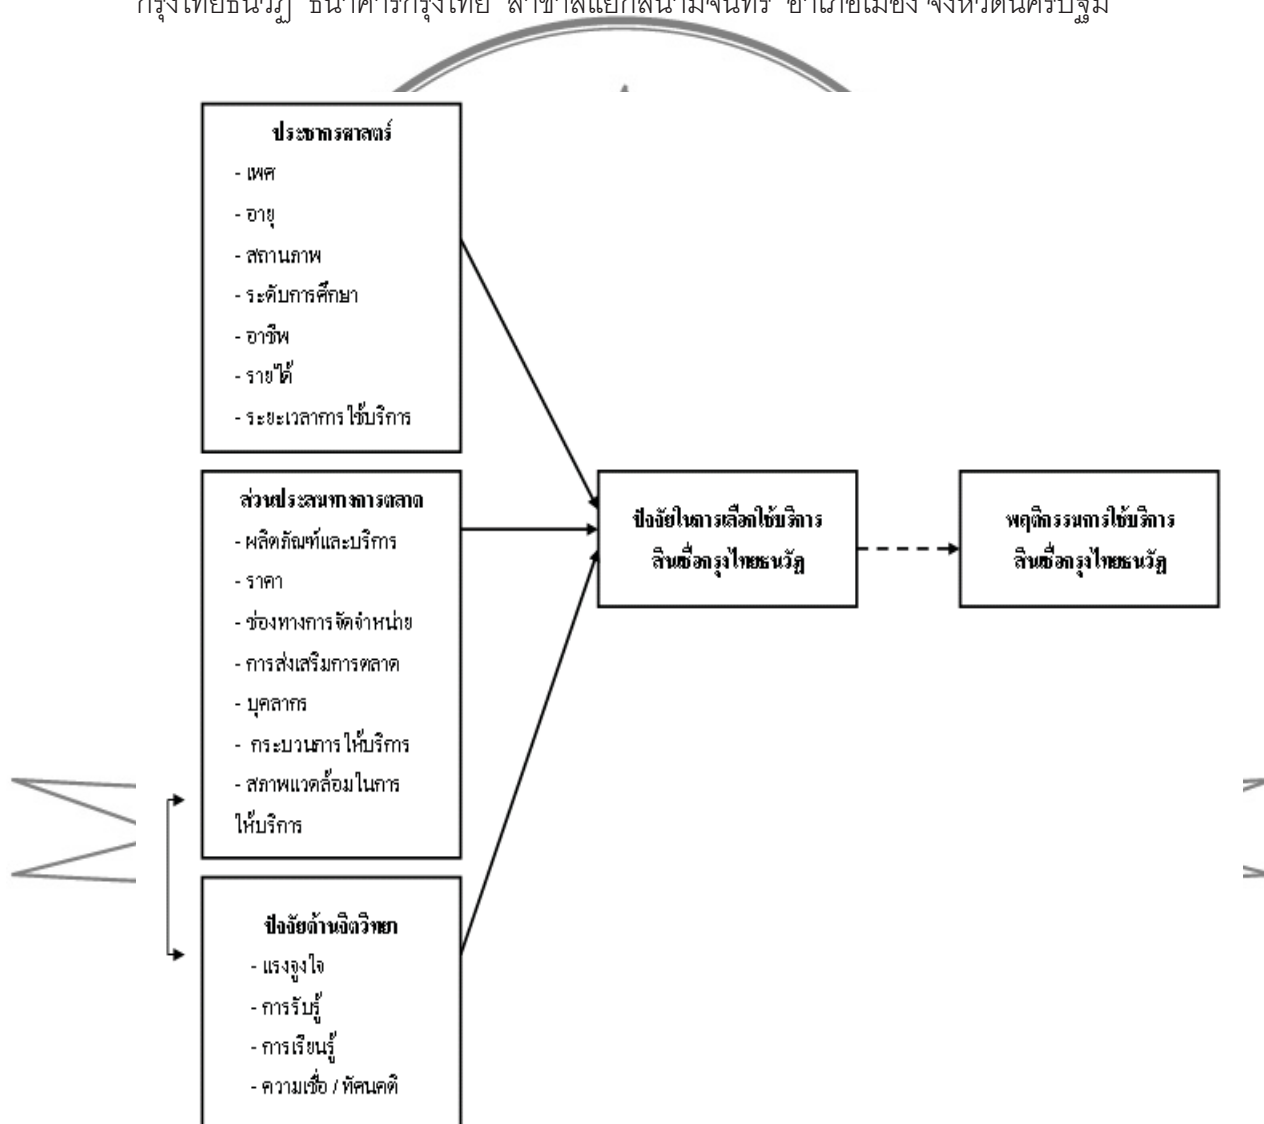 กรุงไทยธนวัฏ ธนาคารกรุงไทย สาขาสี่แยกสนามจันทร์ อำเภอเมือง จังหวัดนครปฐม
ประชากรศาสตร์
- เพศ
- อายุ
- สถานภาพ
- ระดับการศึกษา
- อาชีพ
- รายได้
- ระยะเวลาการใช้บริการ
ส่วนประสมทางการตลาด
- ผลิตภัณฑ์และบริการ
- ราคา
- ช่องทางการจัดจำหน่าย
- การส่งเสริมการตลาด
- บุคลากร
- กระบวนการให้บริการ
- สภาพแวดล้อมในการ
ให้บริการ
ปัจจัยด้านจิตวิทยา
- แรงจูงใจ
- การรับรู้
- การเรียนรู้
- ความเชื่อ / ทัศนคติ
ปัจจัยในการเลือกใช้บริการ
สินเชื่อกรุงไทยธนวัฏ
พฤติกรรมการใช้บริการ
สินเชื่อกรุงไทยธนวัฏ